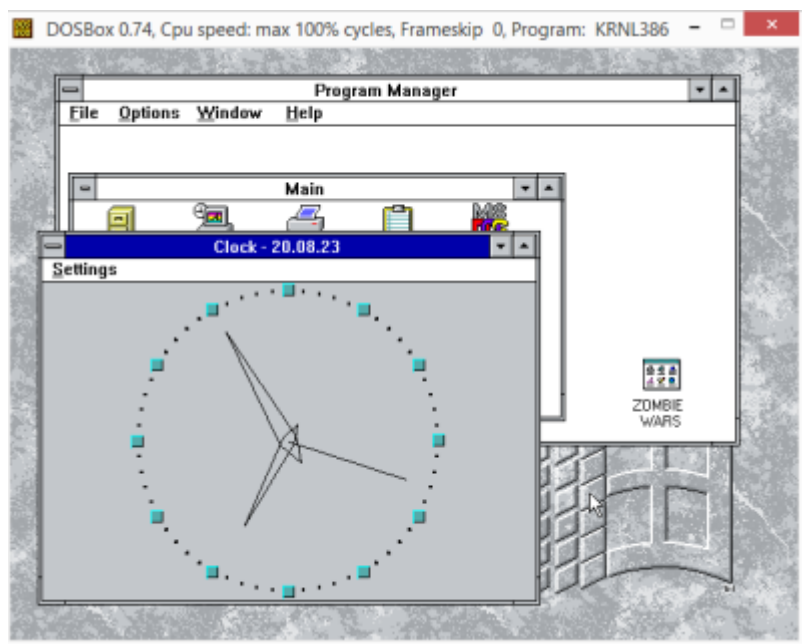 DOSBox 0.74, Cpu speed: max 100% cycles, Frameskip 0, Program: KRNL386
Program Manager
File Options Window Help
Main
MS
Clock - 20.08.23
Settings
ZOMBIE
WARS